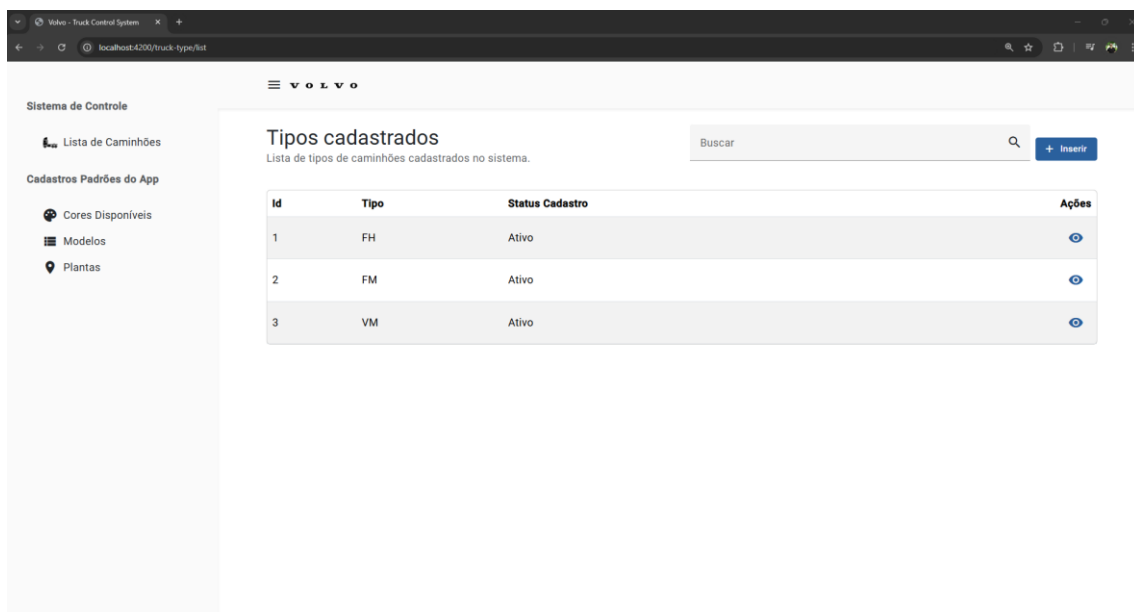 Volvo - Truck Control System
localhost:4200/truck-type/list
VOLVO
Sistema de Controle
Lista de Caminhões
Cadastros Padrões do App
Cores Disponíveis
Modelos
Plantas
Tipos cadastrados
Lista de tipos de caminhões cadastrados no sistema.
Buscar
+ Inserir
Id Tipo Status Cadastro Ações
1 FH Ativo
2 FM Ativo
3 VM Ativo